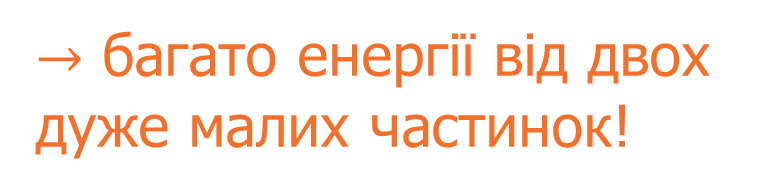 → багато енергії від двох
дуже малих частинок!